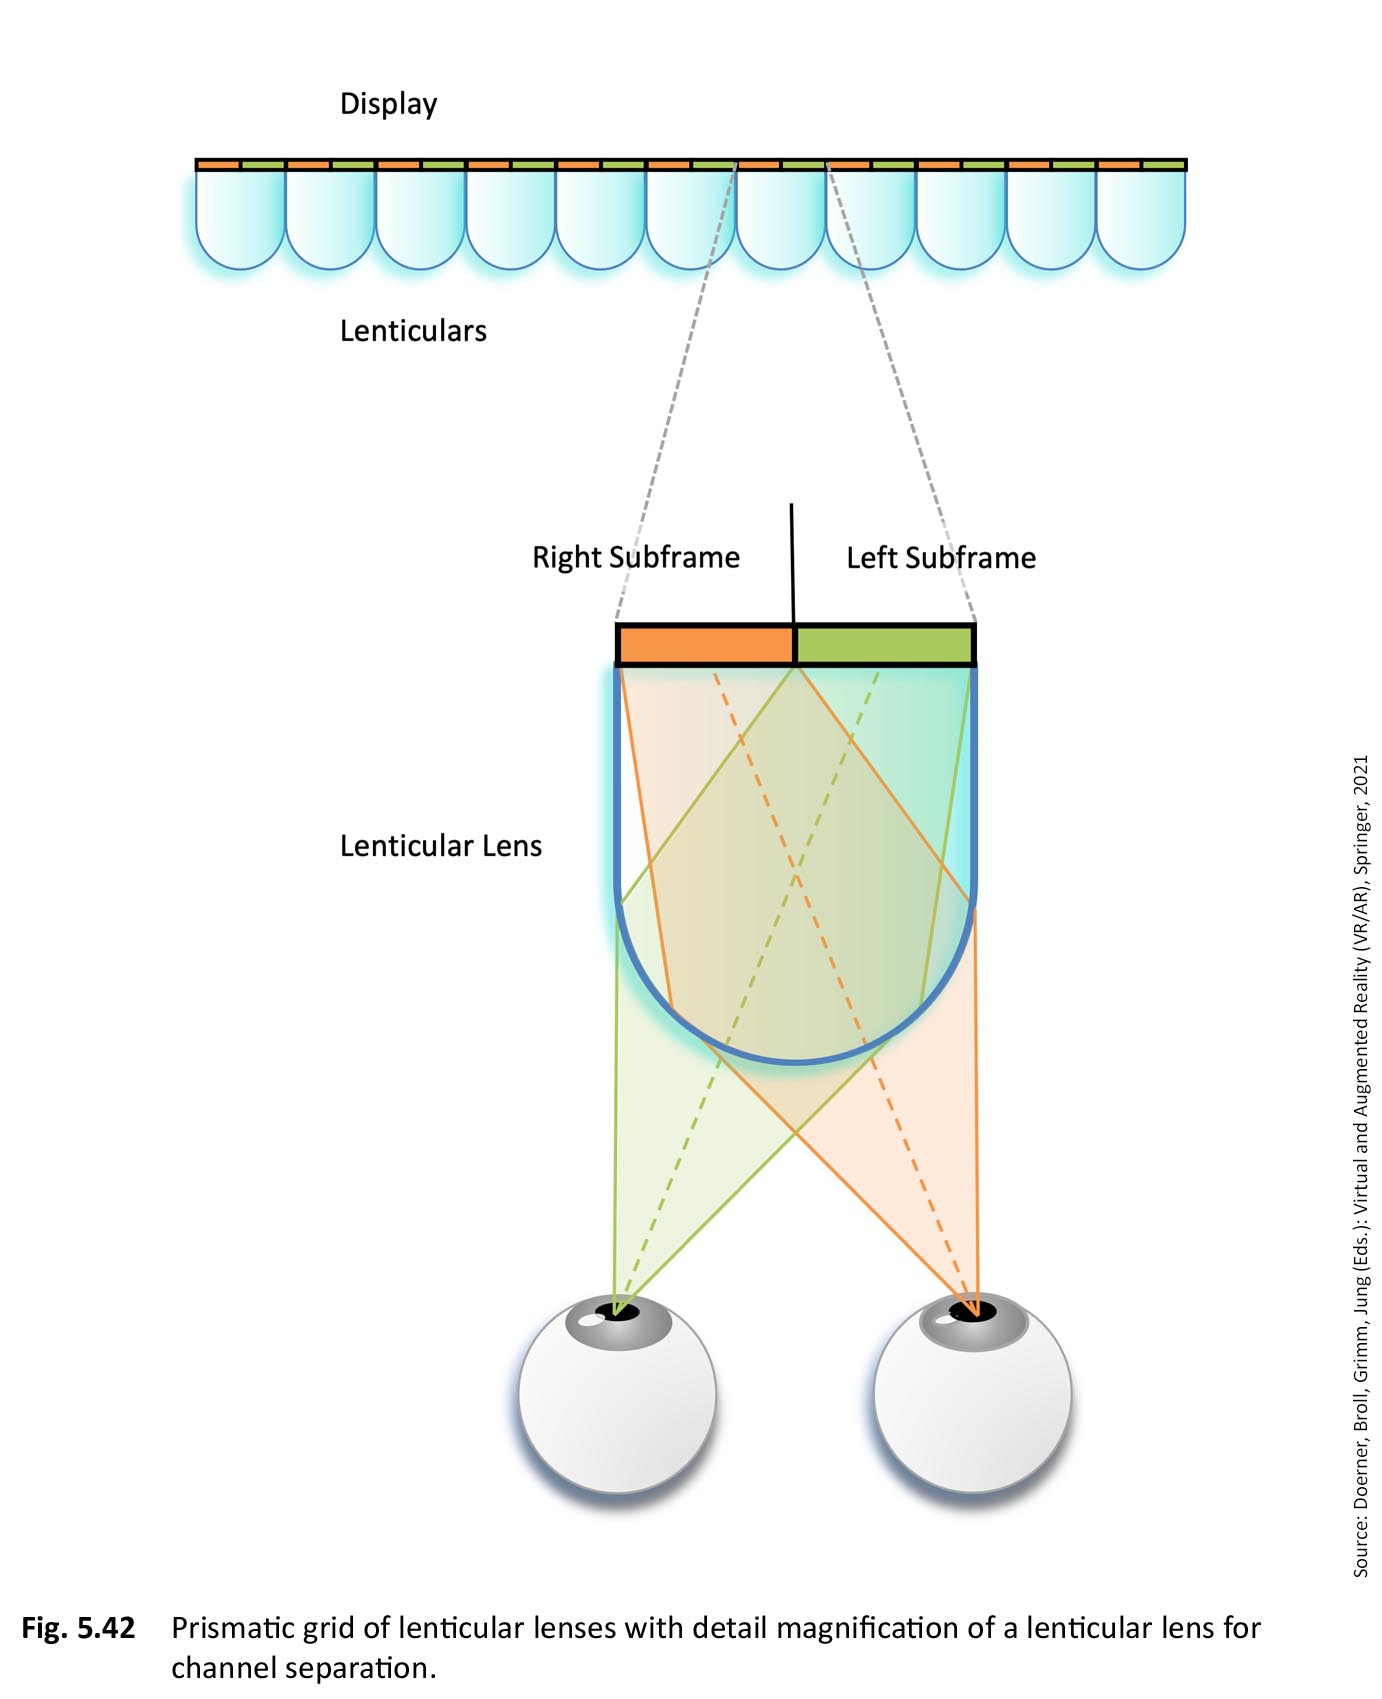 Display
Lenticulars
Right Subframe
Left Subframe
Lenticular Lens
Source: Doerner, Broll, Grimm, Jung (Eds.): Virtual and Augmented Reality (VR/AR), Springer, 2021
Fig. 5.42 Prismatic grid of lenticular lenses with detail magnification of a lenticular lens for
channel separation.